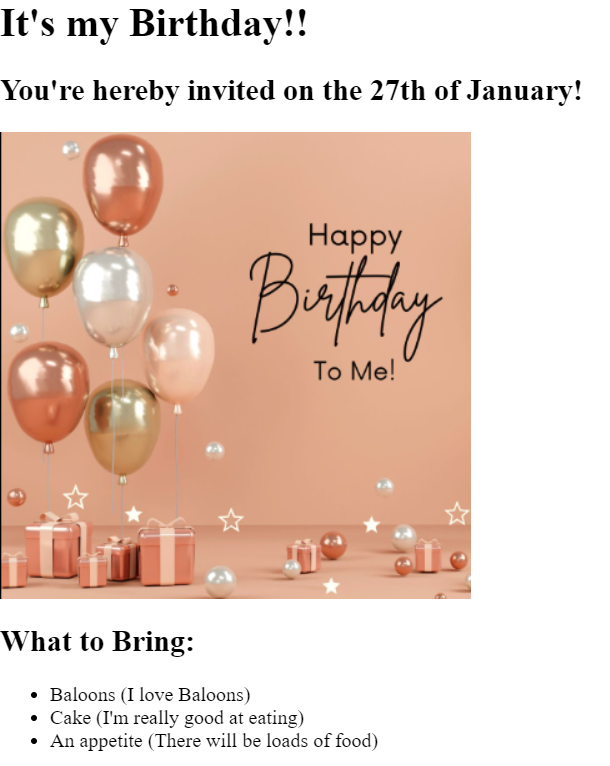 It's my Birthday!!
You're hereby invited on the 27th of January!
Happy
Birthday
To Me!
What to Bring:
• Baloons (I love Baloons)
• Cake (I'm really good at eating)
• An appetite (There will be loads of food)